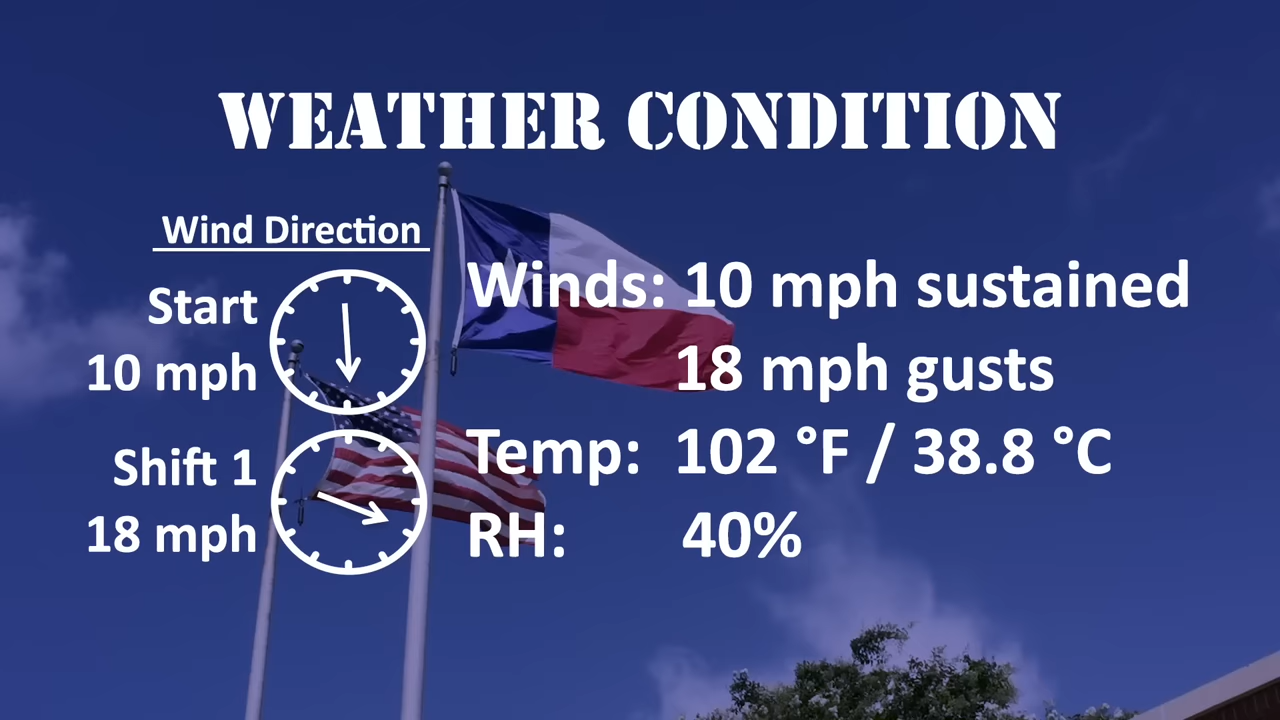 WEATHER CONDITION
Wind Direction
Start
10 mph
Shift 1
18 mph
Winds: 10 mph sustained
18 mph gusts
Temp: 102 °F / 38.8 °C
RH: 40%